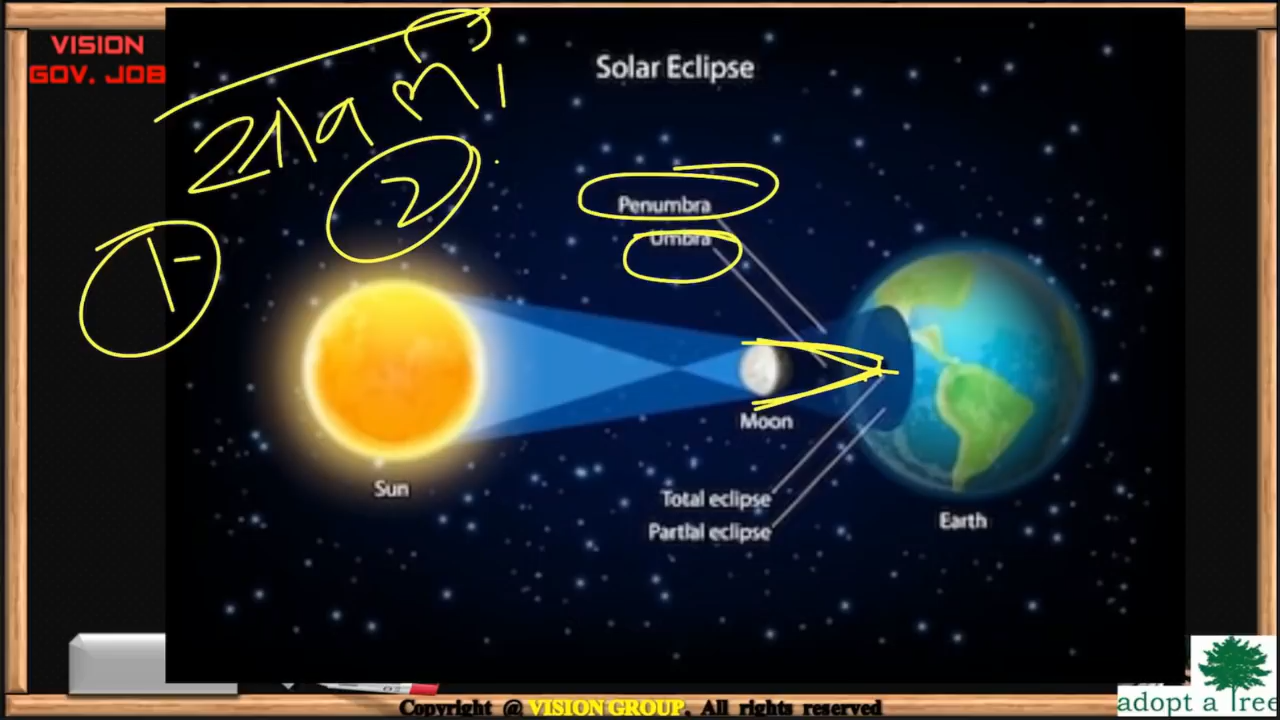 VISION
GOV. JOB
Solar Eclipse
2
Penumbra
Umbra
1-
Moon
Sun
Total eclipse
Partial eclipse
Earth
Copyright @ VISION GROUP. All rights reserved
adopt a Tree